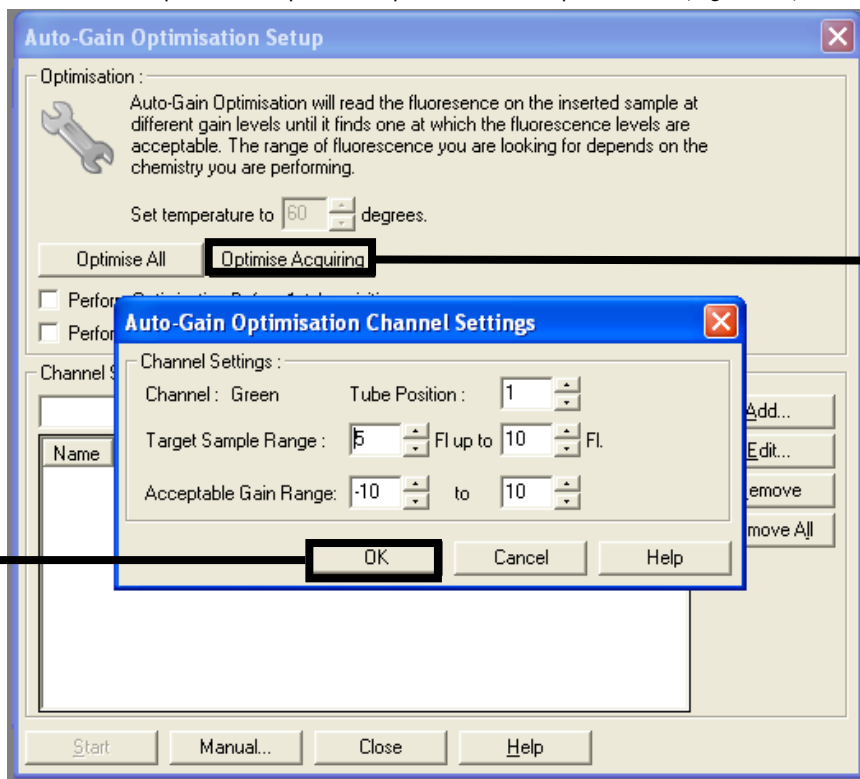 Auto-Gain Optimisation Setup
Optimisation :
Auto-Gain Optimisation will read the fluoresence on the inserted sample at
different gain levels until it finds one at which the fluorescence levels are
acceptable. The range of fluorescence you are looking for depends on the
chemistry you are performing.
Set temperature to 60 degrees.
Optimise All Optimise Acquiring
Auto-Gain Optimisation Channel Settings
Channel Settings :
Channel : Green Tube Position : 1
Target Sample Range : 5 Fl up to 10 Fl.
Acceptable Gain Range: -10 to 10
OK Cancel Help
Channel
Name
Add...
Edit...
emove
move All
Start Manual... Close Help